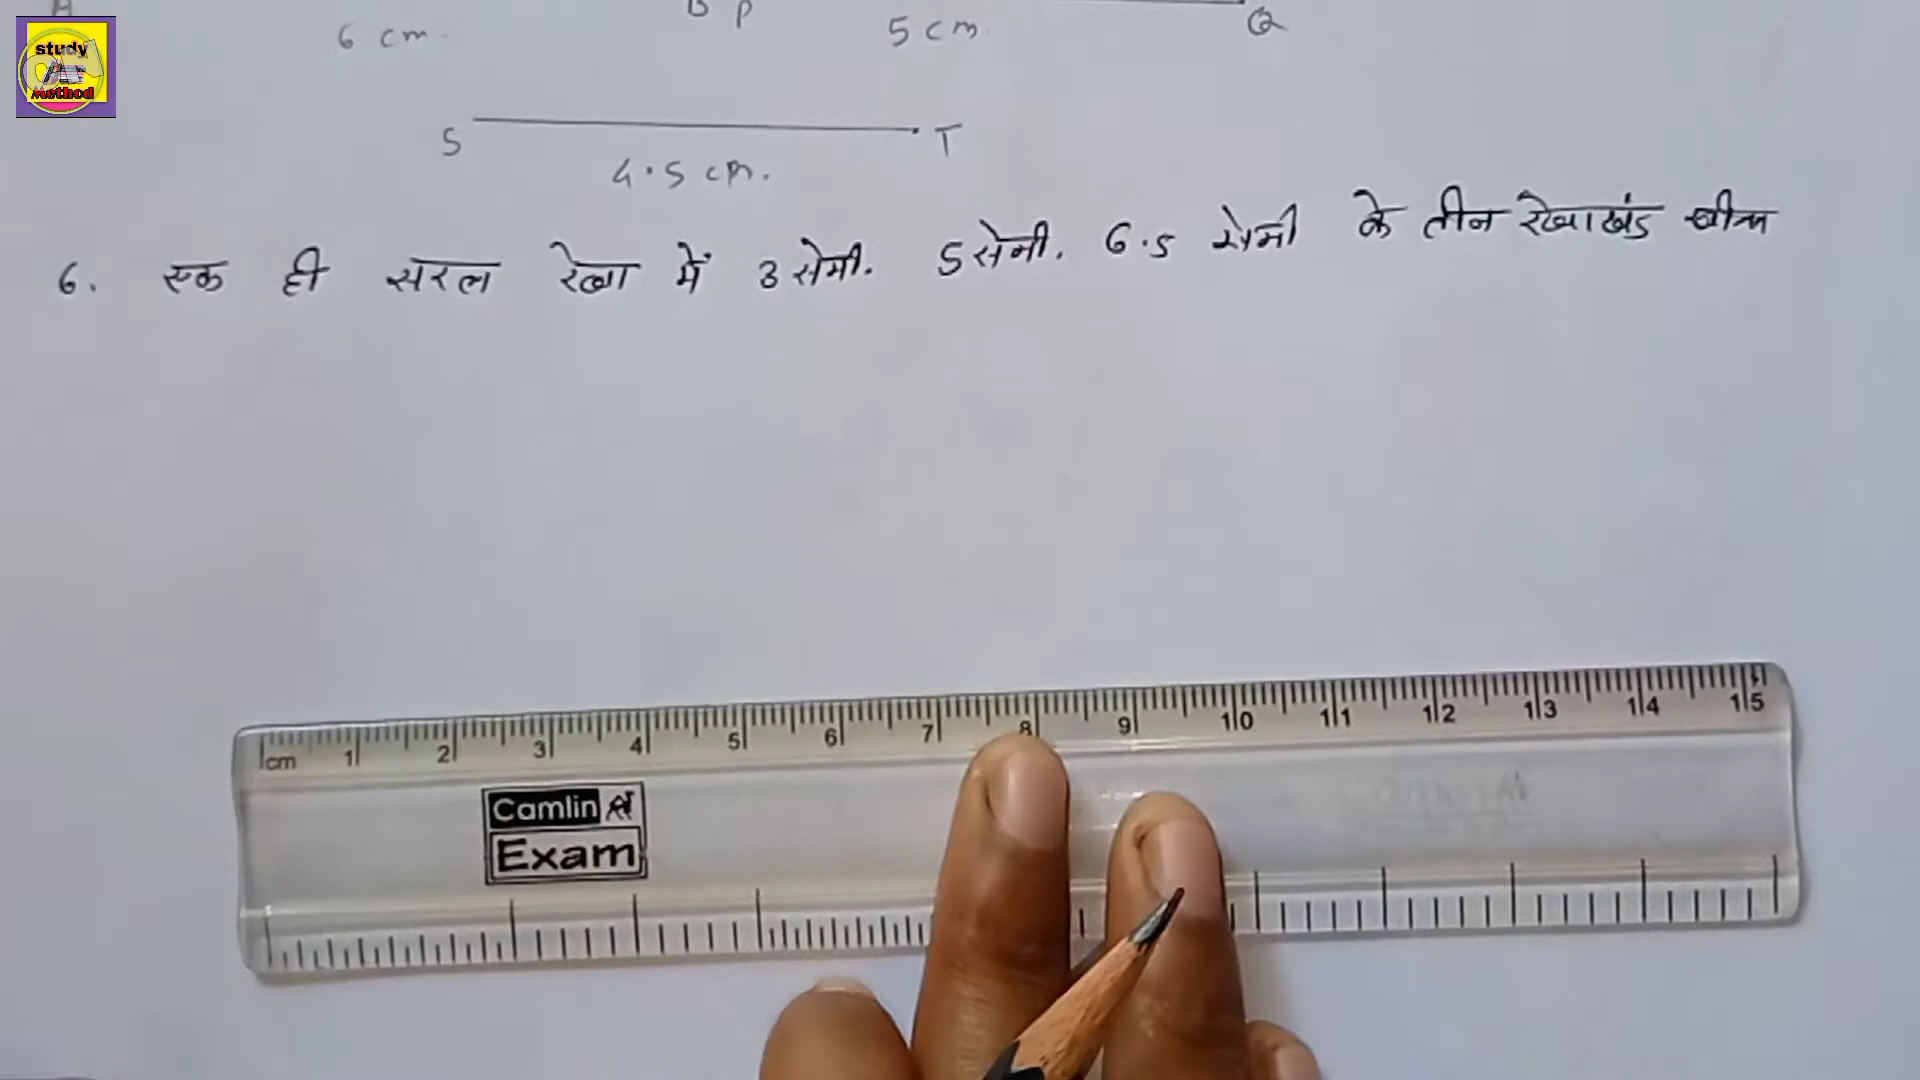 study
Method
6 cm.
B P
5 cm.
Q
S
T
4.5 cm.
6. एक ही सरल रेखा में 3 सेमी. 5 सेमी. 6.5 सेमी के तीन रेखाखंड
cm 1 2 3 4 5 6 7 8 9 10 11 12 13 14 15
Camlin
Exam